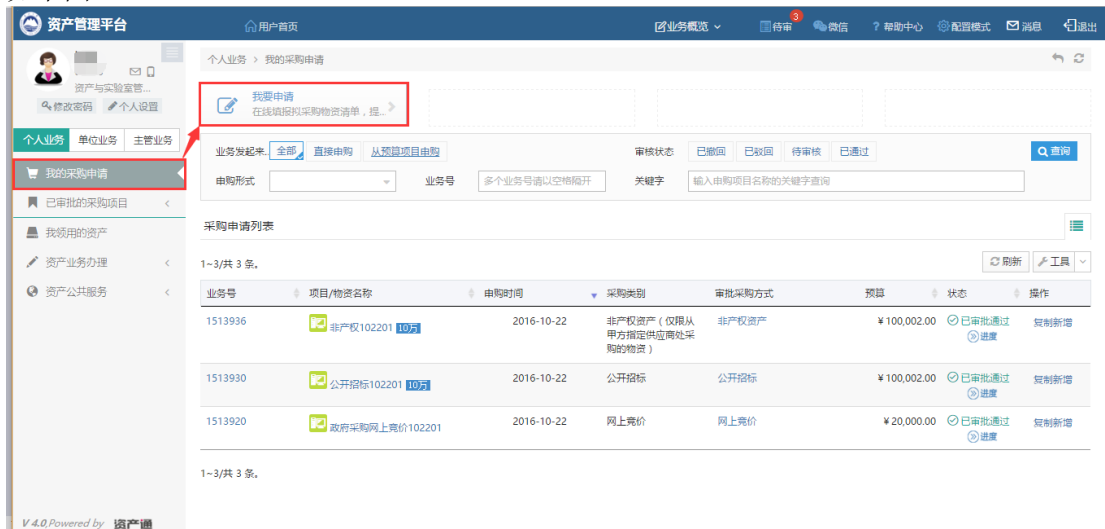 资产管理平台
用户首页
业务概览
待审
3
微信
? 帮助中心
配置模式
消息
退出
资产与实验室管...
修改密码
个人设置
个人业务 单位业务 主管业务
我的采购申请
已审批的采购项目
我领用的资产
资产业务办理
资产公共服务
V 4.0,Powered by 资产通
个人业务 > 我的采购申请
我要申请
在线填报拟采购物资清单，提...
业务发起来.. 全部 直接申购 从预算项目申购
审核状态 已撤回 已驳回 待审核 已通过
查询
申购形式
业务号 多个业务号请以空格隔开
关键字 输入申购项目名称的关键字查询
采购申请列表
1~3/共 3 条。
刷新 工具
业务号 项目/物资名称 申购时间 采购类别 审批采购方式 预算 状态 操作
1513936 非产权102201 10万 2016-10-22 非产权资产（仅限从 非产权资产 ¥ 100,002.00 已审批通过 复制新增
甲方指定供应商处采 进度
购的物资）
1513930 公开招标102201 10万 2016-10-22 公开招标 公开招标 ¥ 100,002.00 已审批通过 复制新增
进度
1513920 政府采购网上竞价102201 2016-10-22 网上竞价 网上竞价 ¥ 20,000.00 已审批通过 复制新增
进度
1~3/共 3 条。